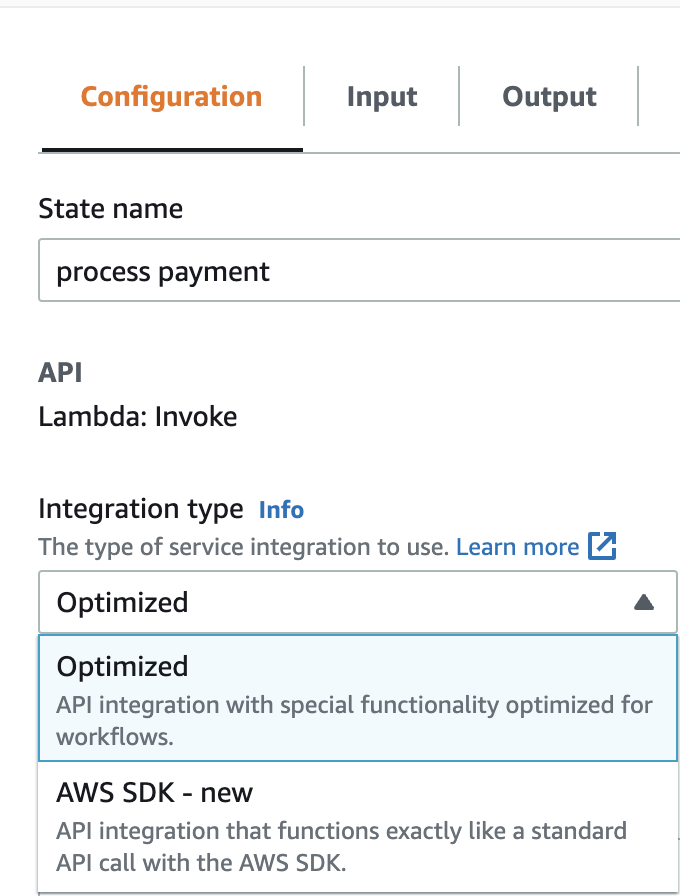 Configuration
Input
Output
State name
process payment
API
Lambda: Invoke
Integration type Info
The type of service integration to use. Learn more
Optimized
Optimized
API integration with special functionality optimized for
workflows.
AWS SDK - new
API integration that functions exactly like a standard
API call with the AWS SDK.